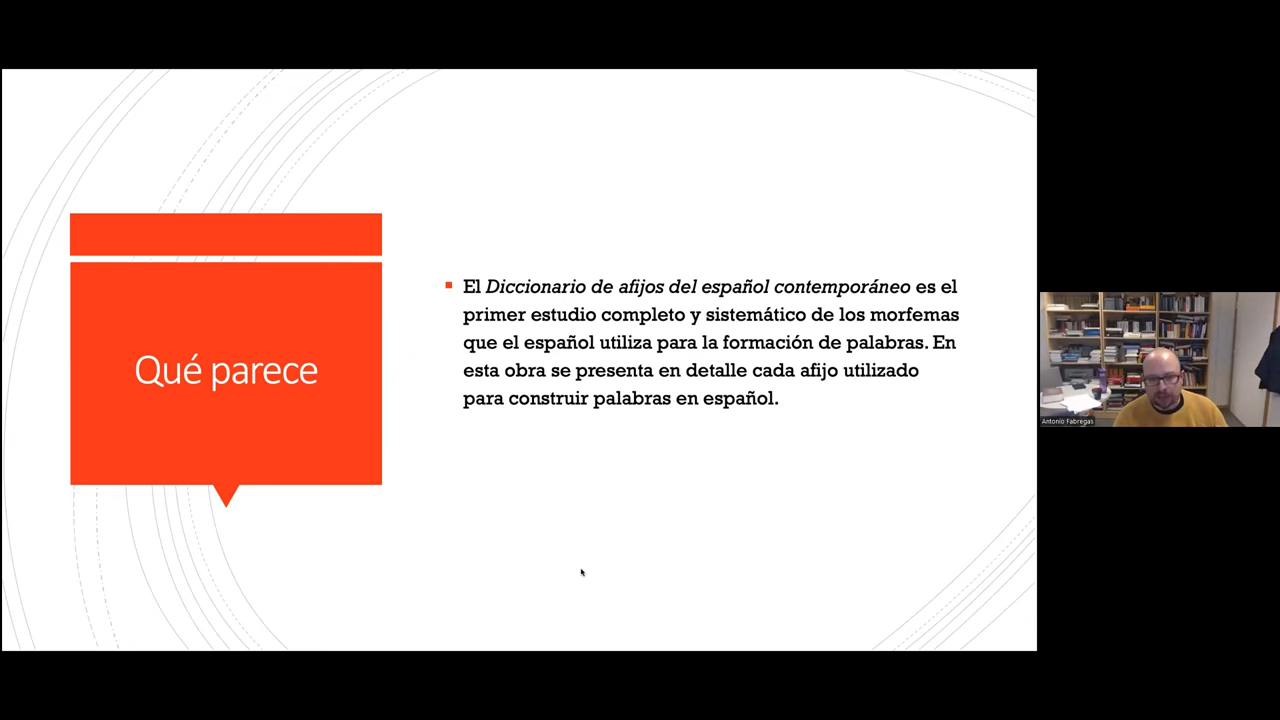 Qué parece
El Diccionario de afijos del español contemporáneo es el
primer estudio completo y sistemático de los morfemas
que el español utiliza para la formación de palabras. En
esta obra se presenta en detalle cada afijo utilizado
para construir palabras en español.
Antonio Fabregas